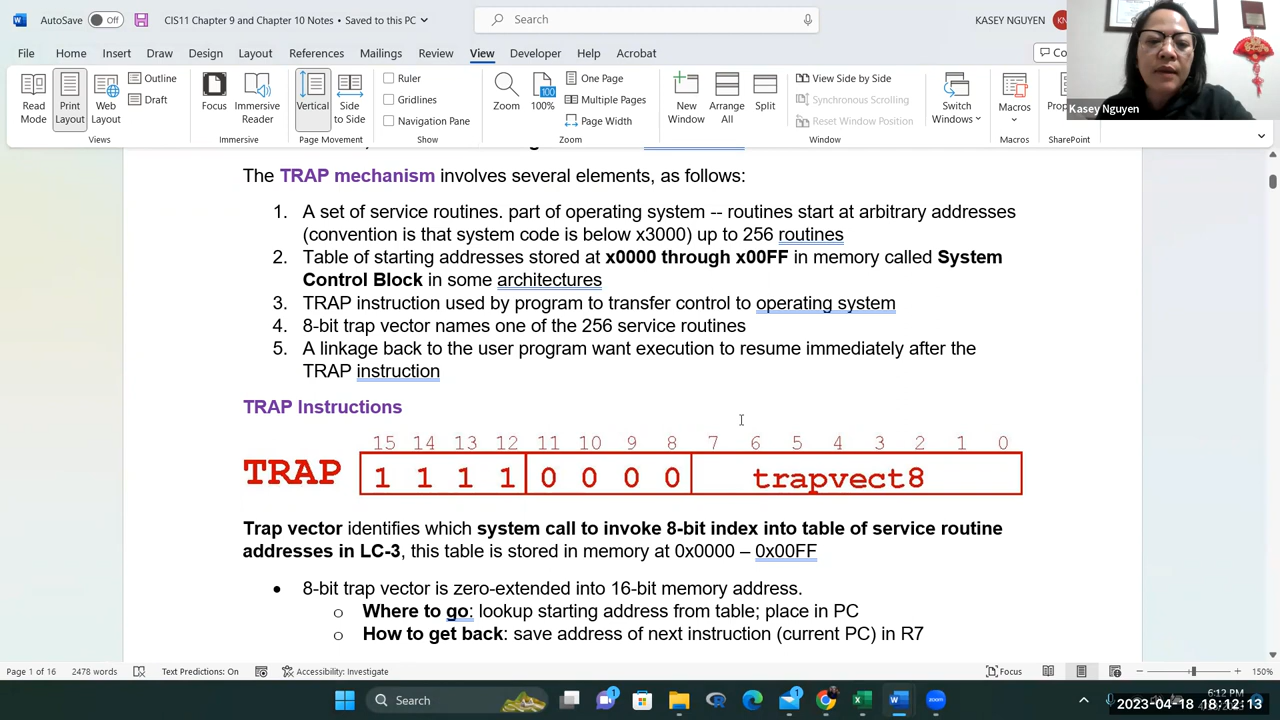 AutoSave Off CIS11 Chapter 9 and Chapter 10 Notes • Saved to this PC Search KASEY NGUYEN
File Home Insert Draw Design Layout References Mailings Review View Developer Help Acrobat
Read Mode Print Layout Web Layout Outline Draft Views
Focus Immersive Reader Immersive
Vertical Side to Side Page Movement
Ruler Gridlines Navigation Pane Show
Zoom 100% One Page Multiple Pages Page Width Zoom
New Window Arrange All Split View Side by Side Synchronous Scrolling Reset Window Position Switch Windows Window
Macros Macros SharePoint
Kasey Nguyen
The TRAP mechanism involves several elements, as follows:
1. A set of service routines. part of operating system -- routines start at arbitrary addresses
(convention is that system code is below x3000) up to 256 routines
2. Table of starting addresses stored at x0000 through x00FF in memory called System
Control Block in some architectures
3. TRAP instruction used by program to transfer control to operating system
4. 8-bit trap vector names one of the 256 service routines
5. A linkage back to the user program want execution to resume immediately after the
TRAP instruction
TRAP Instructions
15 14 13 12 11 10 9 8 7 6 5 4 3 2 1 0
TRAP 1 1 1 1 0 0 0 0 trapvect8
Trap vector identifies which system call to invoke 8-bit index into table of service routine
addresses in LC-3, this table is stored in memory at 0x0000 – 0x00FF
• 8-bit trap vector is zero-extended into 16-bit memory address.
o Where to go: lookup starting address from table; place in PC
o How to get back: save address of next instruction (current PC) in R7
Page 1 of 16 2478 words Text Predictions: On Accessibility: Investigate Focus 150%
Search 6:12 PM
2023-04-18 18:12:13